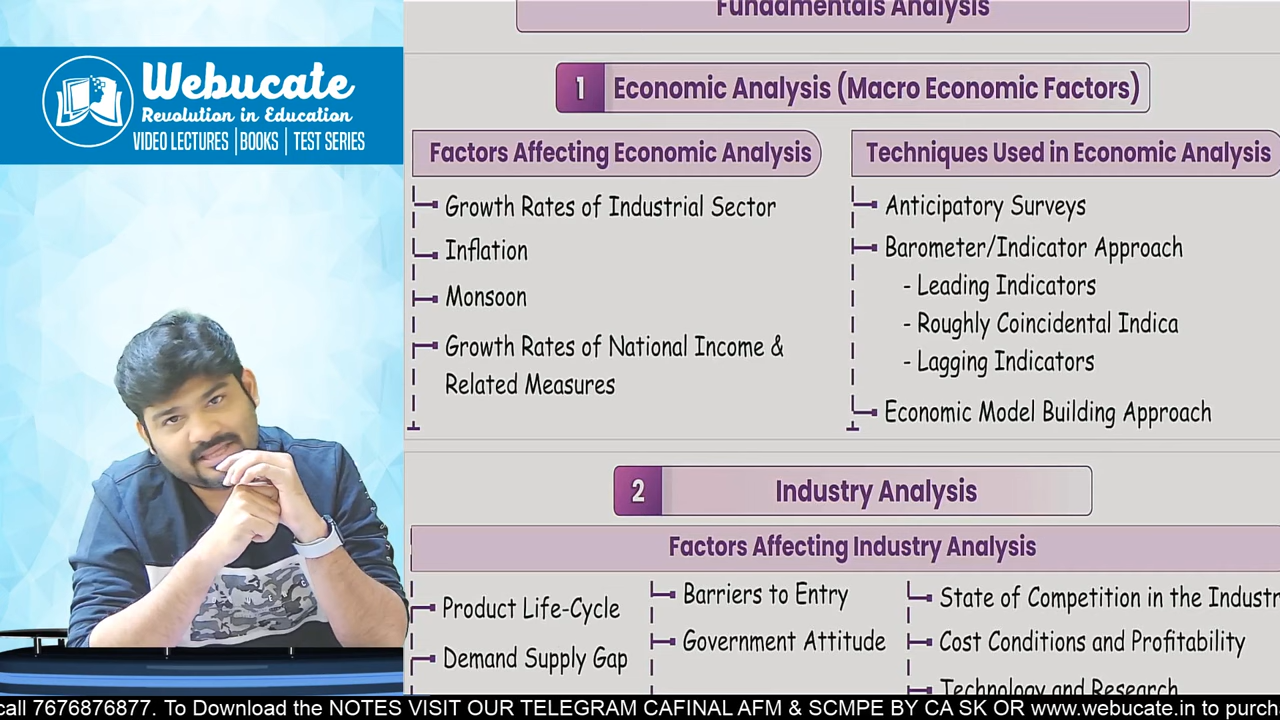 Webucate
Revolution in Education
VIDEO LECTURES | BOOKS | TEST SERIES
Fundamentals Analysis
1 Economic Analysis (Macro Economic Factors)
Factors Affecting Economic Analysis
Growth Rates of Industrial Sector
Inflation
Monsoon
Growth Rates of National Income &
Related Measures
Techniques Used in Economic Analysis
Anticipatory Surveys
Barometer/Indicator Approach
- Leading Indicators
- Roughly Coincidental Indica
- Lagging Indicators
Economic Model Building Approach
2 Industry Analysis
Factors Affecting Industry Analysis
Product Life-Cycle
Demand Supply Gap
Barriers to Entry
Government Attitude
State of Competition in the Industr
Cost Conditions and Profitability
Technology and Research
call 7676876877. To Download the NOTES VISIT OUR TELEGRAM CAFINAL AFM & SCMPE BY CA SK OR www.webucate.in to purch